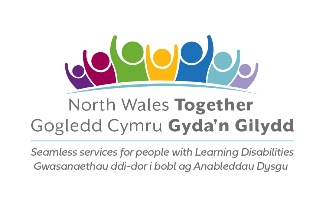 North Wales Together
Gogledd Cymru Gyda'n Gilydd
Seamless services for people with Learning Disabilities
Gwasanaethau ddi-dor i bobl ag Anableddau Dysgu